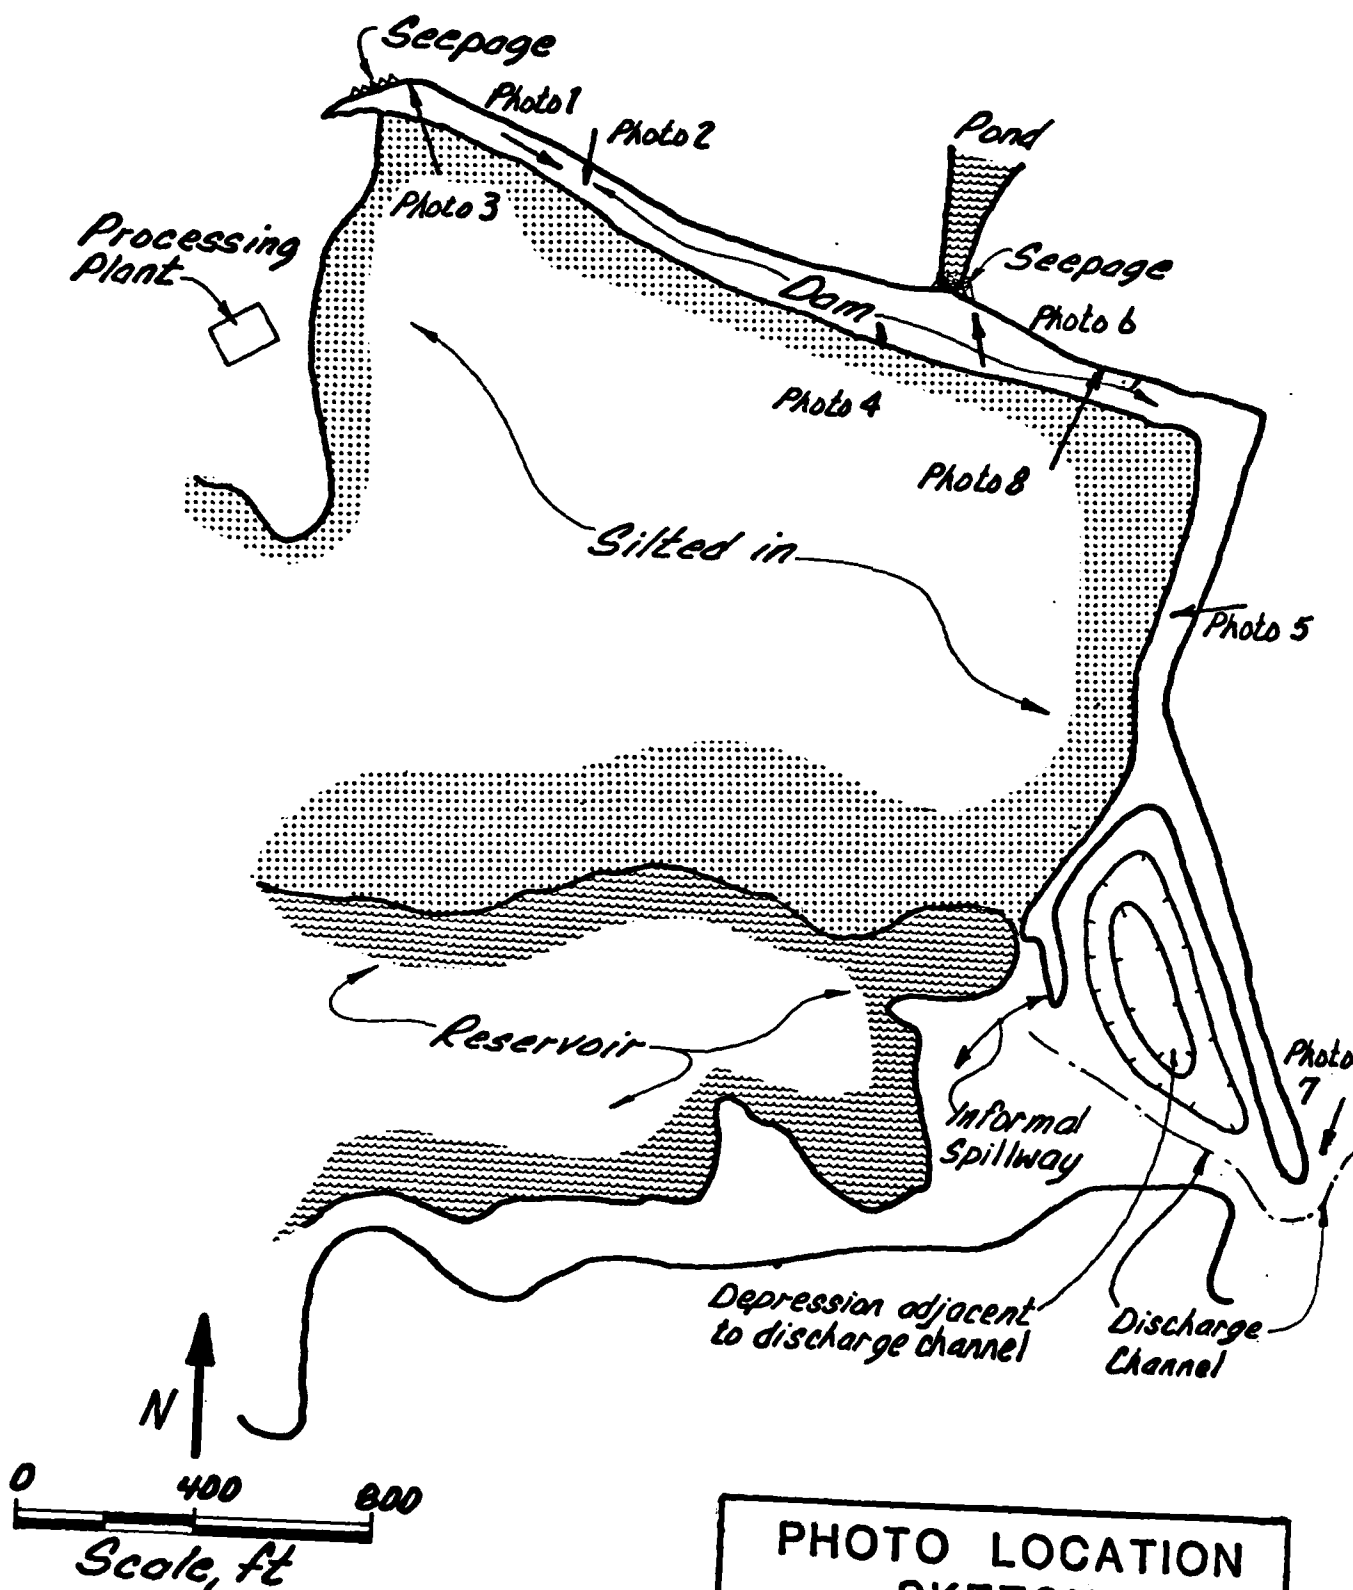 Seepage
Photo 1
Photo 2
Pond
Photo 3
Processing
Plant
Seepage
Dam
Photo 6
Photo 4
Photo 8
Silted in
Photo 5
Reservoir
Photo
7
Informal
Spillway
Depression adjacent
to discharge channel
Discharge
Channel
N
0 400 800
Scale, ft
PHOTO LOCATION